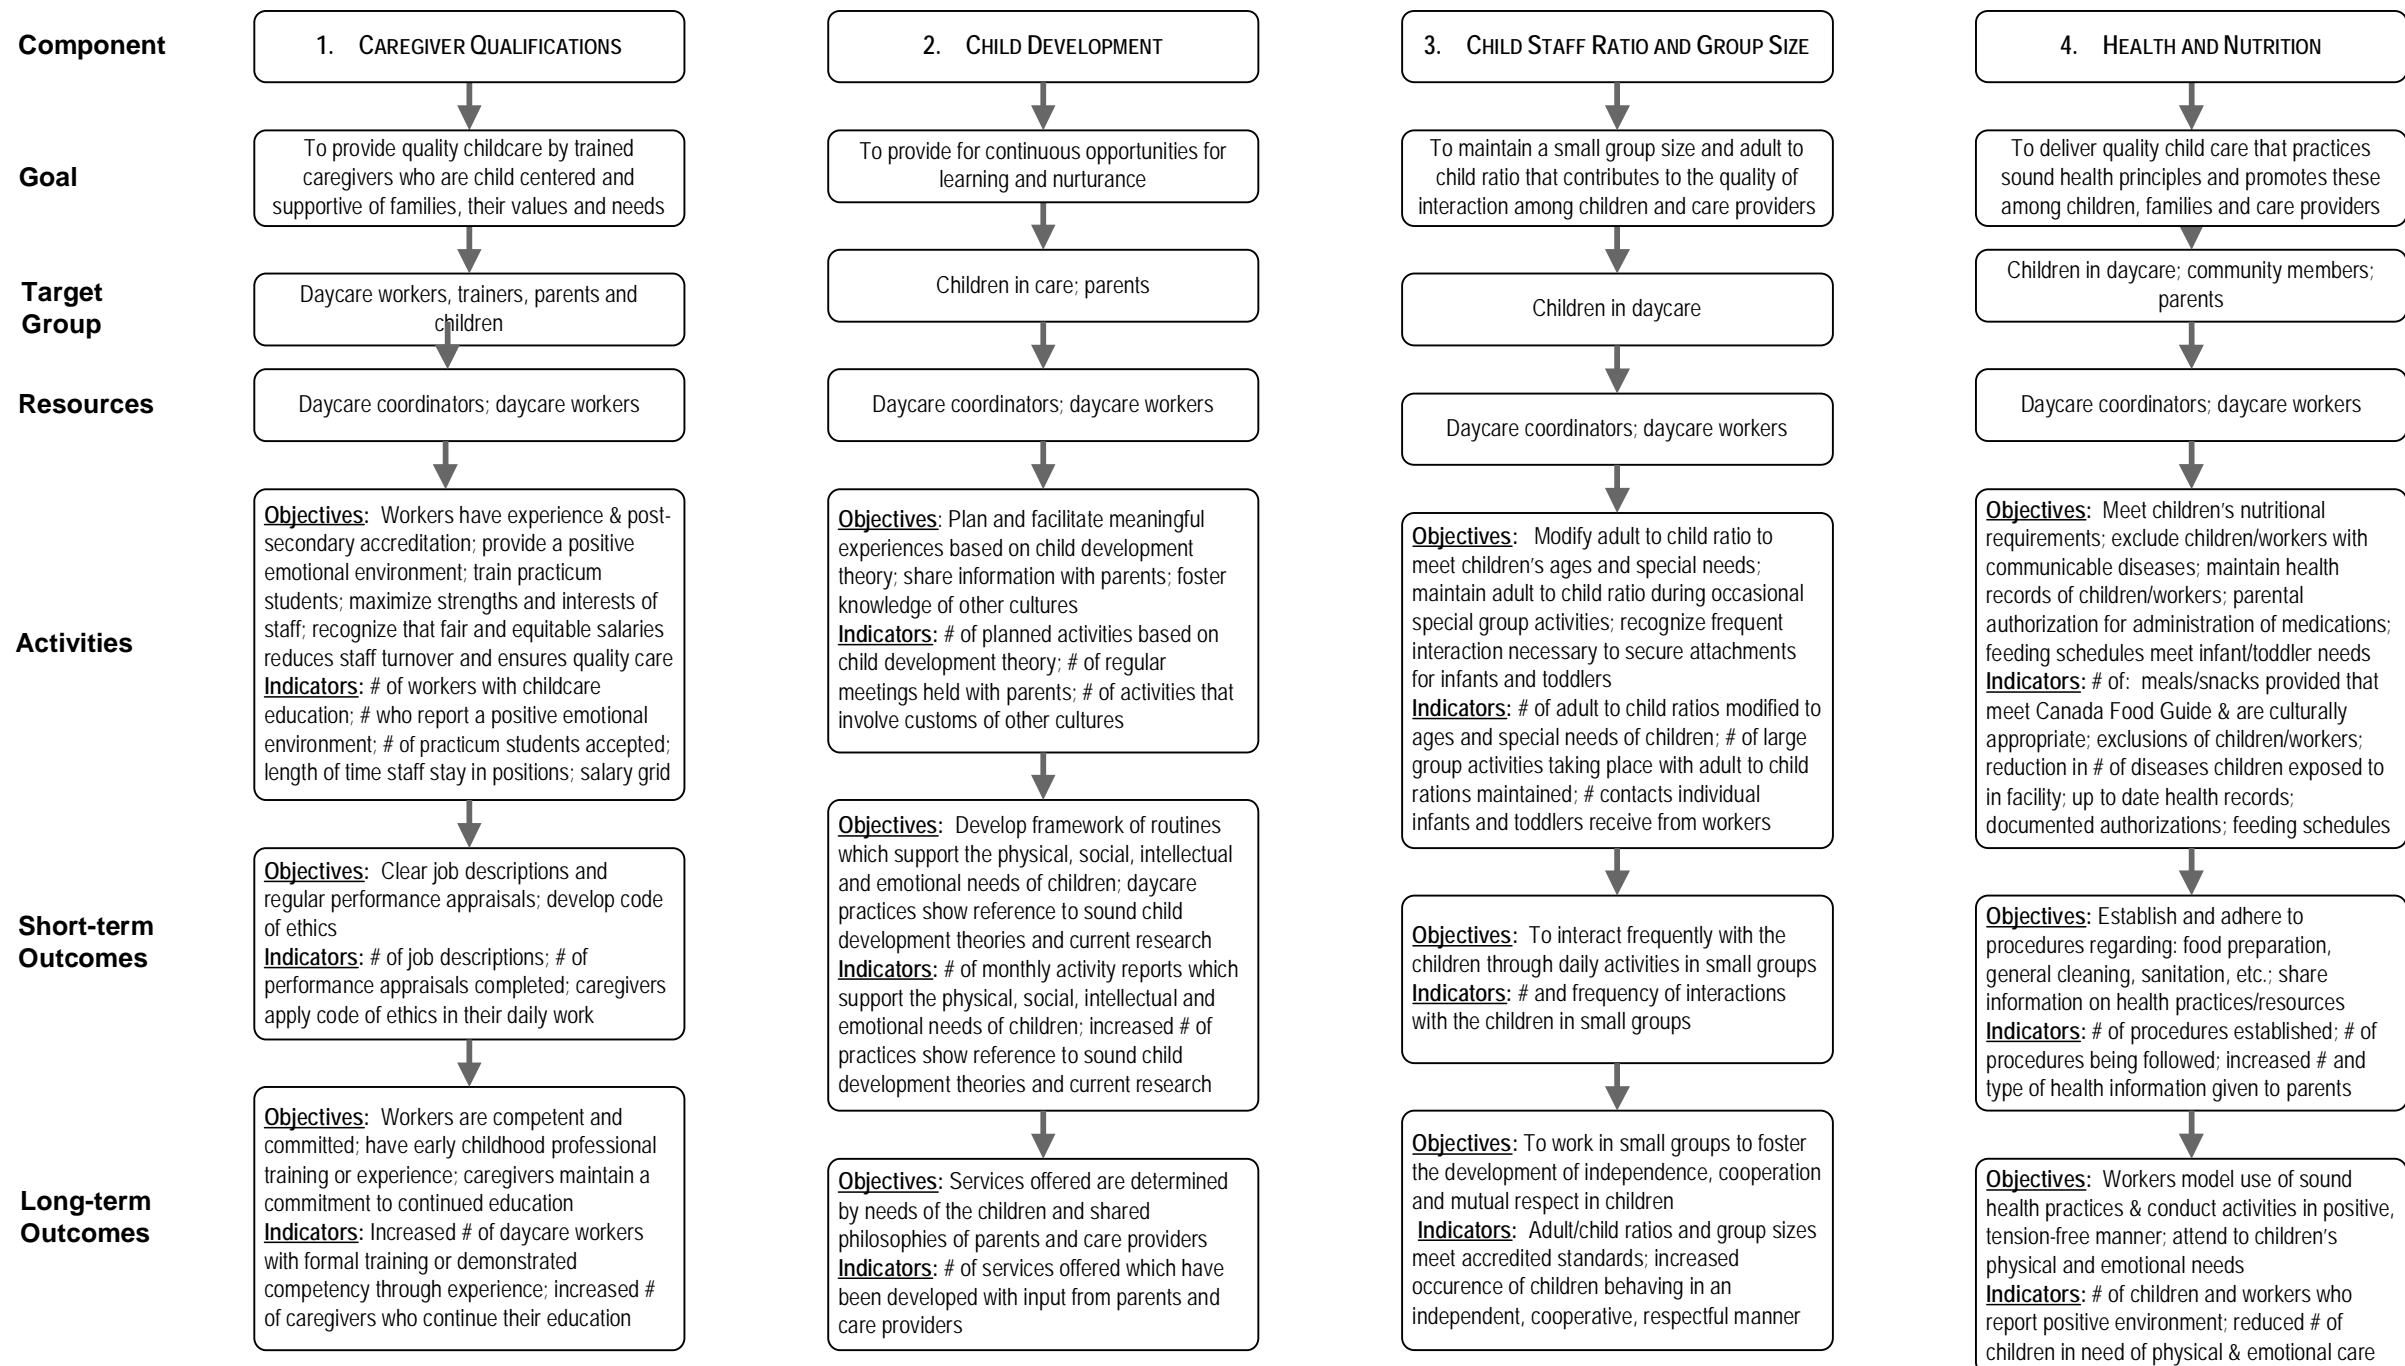 Component
1. CAREGIVER QUALIFICATIONS
2. CHILD DEVELOPMENT
3. CHILD STAFF RATIO AND GROUP SIZE
4. HEALTH AND NUTRITION
Goal
To provide quality childcare by trained
caregivers who are child centered and
supportive of families, their values and needs
To provide for continuous opportunities for
learning and nurturance
To maintain a small group size and adult to
child ratio that contributes to the quality of
interaction among children and care providers
To deliver quality child care that practices
sound health principles and promotes these
among children, families and care providers
Target
Group
Daycare workers, trainers, parents and
children
Children in care; parents
Children in daycare
Children in daycare; community members;
parents
Resources
Daycare coordinators; daycare workers
Daycare coordinators; daycare workers
Daycare coordinators; daycare workers
Daycare coordinators; daycare workers
Activities
Objectives: Workers have experience & post-
secondary accreditation; provide a positive
emotional environment; train practicum
students; maximize strengths and interests of
staff; recognize that fair and equitable salaries
reduces staff turnover and ensures quality care
Indicators: # of workers with childcare
education; # who report a positive emotional
environment; # of practicum students accepted;
length of time staff stay in positions; salary grid
Objectives: Plan and facilitate meaningful
experiences based on child development
theory; share information with parents; foster
knowledge of other cultures
Indicators: # of planned activities based on
child development theory; # of regular
meetings held with parents; # of activities that
involve customs of other cultures
Objectives: Modify adult to child ratio to
meet children's ages and special needs;
maintain adult to child ratio during occasional
special group activities; recognize frequent
interaction necessary to secure attachments
for infants and toddlers
Indicators: # of adult to child ratios modified to
ages and special needs of children; # of large
group activities taking place with adult to child
rations maintained; # contacts individual
infants and toddlers receive from workers
Objectives: Meet children's nutritional
requirements; exclude children/workers with
communicable diseases; maintain health
records of children/workers; parental
authorization for administration of medications;
feeding schedules meet infant/toddler needs
Indicators: # of: meals/snacks provided that
meet Canada Food Guide & are culturally
appropriate; exclusions of children/workers;
reduction in # of diseases children exposed to
in facility; up to date health records;
documented authorizations; feeding schedules
Short-term
Outcomes
Objectives: Clear job descriptions and
regular performance appraisals; develop code
of ethics
Indicators: # of job descriptions; # of
performance appraisals completed; caregivers
apply code of ethics in their daily work
Objectives: Develop framework of routines
which support the physical, social, intellectual
and emotional needs of children; daycare
practices show reference to sound child
development theories and current research
Indicators: # of monthly activity reports which
support the physical, social, intellectual and
emotional needs of children; increased # of
practices show reference to sound child
development theories and current research
Objectives: To interact frequently with the
children through daily activities in small groups
Indicators: # and frequency of interactions
with the children in small groups
Objectives: Establish and adhere to
procedures regarding: food preparation,
general cleaning, sanitation, etc.; share
information on health practices/resources
Indicators: # of procedures established; # of
procedures being followed; increased # and
type of health information given to parents
Long-term
Outcomes
Objectives: Workers are competent and
committed; have early childhood professional
training or experience; caregivers maintain a
commitment to continued education
Indicators: Increased # of daycare workers
with formal training or demonstrated
competency through experience; increased #
of caregivers who continue their education
Objectives: Services offered are determined
by needs of the children and shared
philosophies of parents and care providers
Indicators: # of services offered which have
been developed with input from parents and
care providers
Objectives: To work in small groups to foster
the development of independence, cooperation
and mutual respect in children
Indicators: Adult/child ratios and group sizes
meet accredited standards; increased
occurence of children behaving in an
independent, cooperative, respectful manner
Objectives: Workers model use of sound
health practices & conduct activities in positive,
tension-free manner; attend to children's
physical and emotional needs
Indicators: # of children and workers who
report positive environment; reduced # of
children in need of physical & emotional care